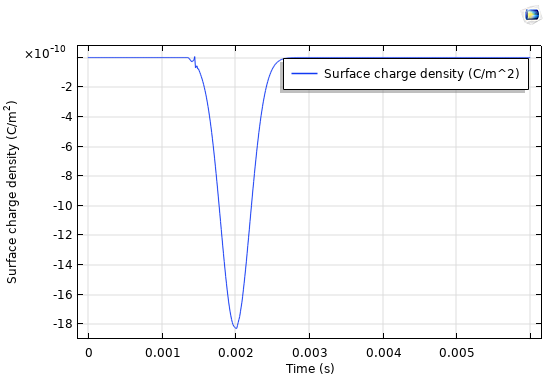 ×10⁻¹⁰
Surface charge density (C/m^2)
-2
-4
-6
-8
-10
-12
-14
-16
-18
Surface charge density (C/m²)
0 0.001 0.002 0.003 0.004 0.005
Time (s)